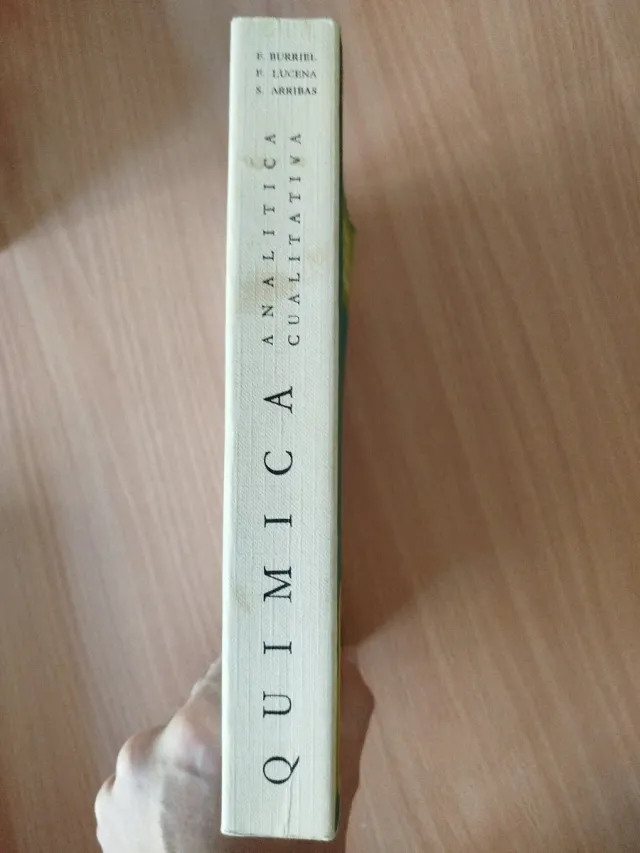 F. BURRIEL
F. LUCENA
S. ARRIBAS
QUIMICA
ANALITICA
CUALITATIVA